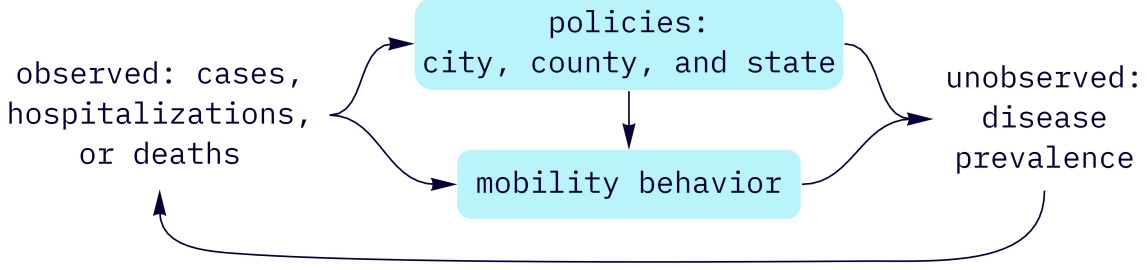 observed: cases,
hospitalizations,
or deaths
policies:
city, county, and state
mobility behavior
unobserved:
disease
prevalence